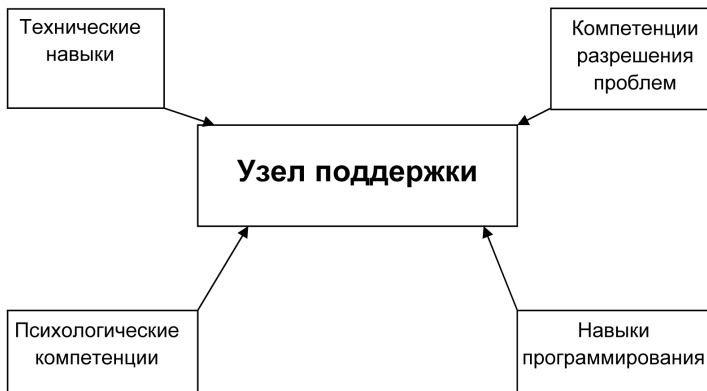 Технические
навыки
Компетенции
разрешения
проблем
Узел поддержки
Психологические
компетенции
Навыки
программирования